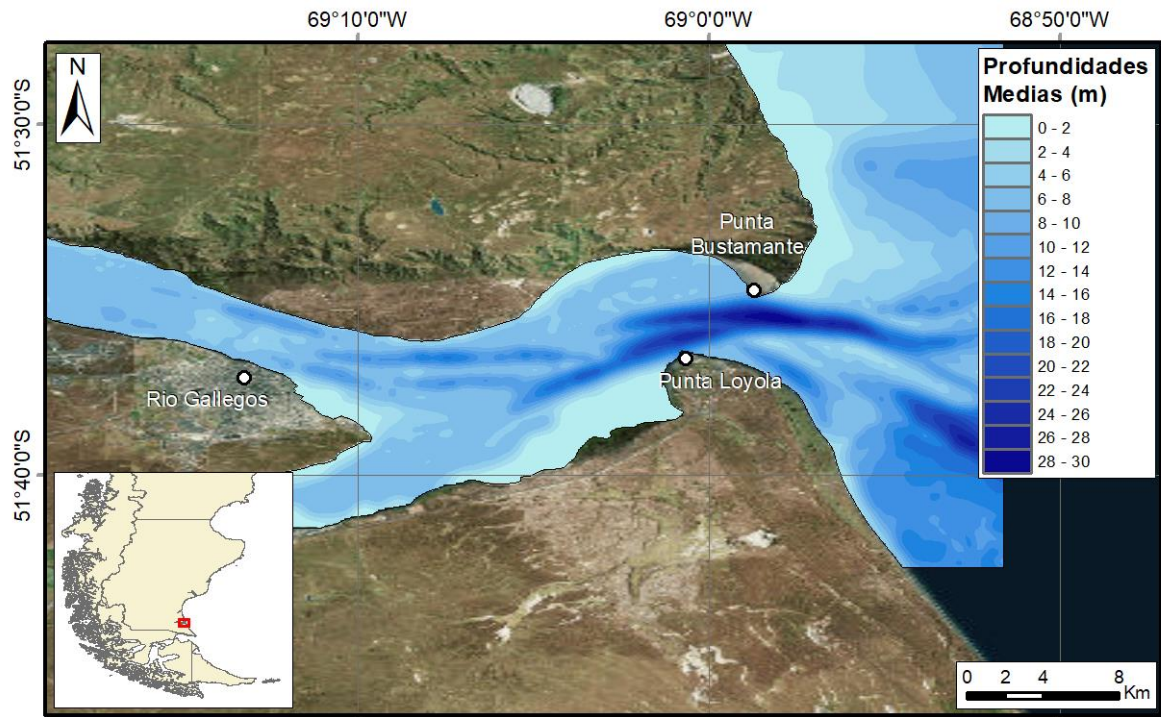 69°10'0"W
69°0'0"W
68°50'0"W
N
51°30'0"S
51°40'0"S
Profundidades
Medias (m)
0 - 2
2 - 4
4 - 6
6 - 8
8 - 10
10 - 12
12 - 14
14 - 16
16 - 18
18 - 20
20 - 22
22 - 24
24 - 26
26 - 28
28 - 30
Punta
Bustamante
Punta Loyola
Rio Gallegos
0 2 4 8
Km